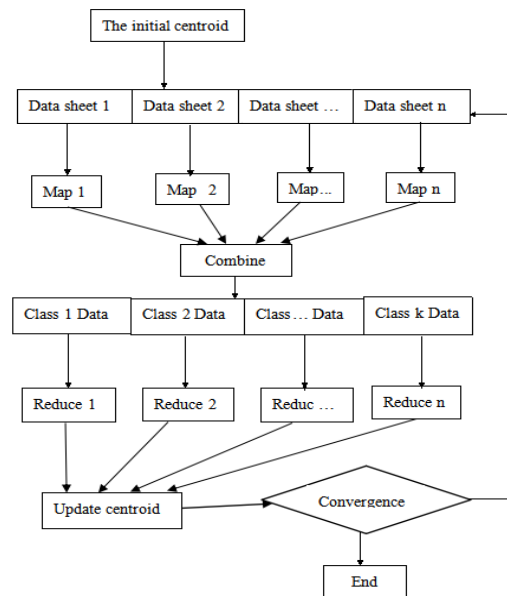 The initial centroid
Data sheet 1 Data sheet 2 Data sheet … Data sheet n
Map 1 Map 2 Map... Map n
Combine
Class 1 Data Class 2 Data Class … Data Class k Data
Reduce 1 Reduce 2 Reduc … Reduce n
Update centroid Convergence
End